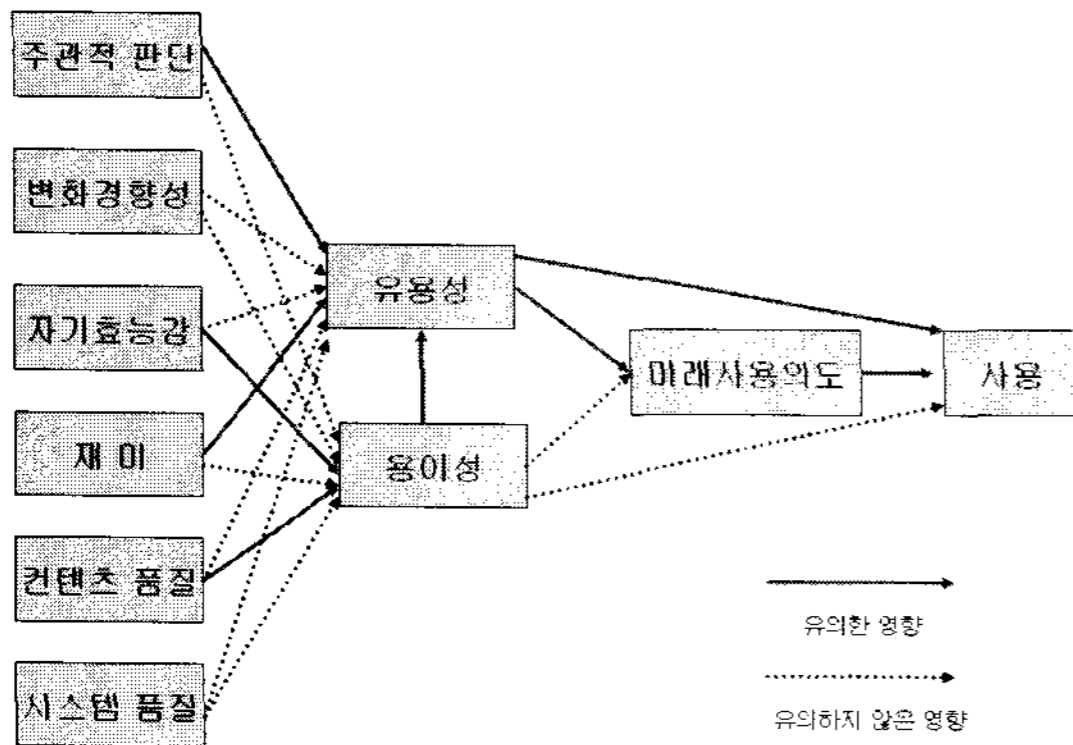 주관적 판단
변화경향성
자기효능감
재 미
컨텐츠 품질
시스템 품질
유용성
용이성
미래사용의도
사용
유의한 영향
유의하지 않은 영향